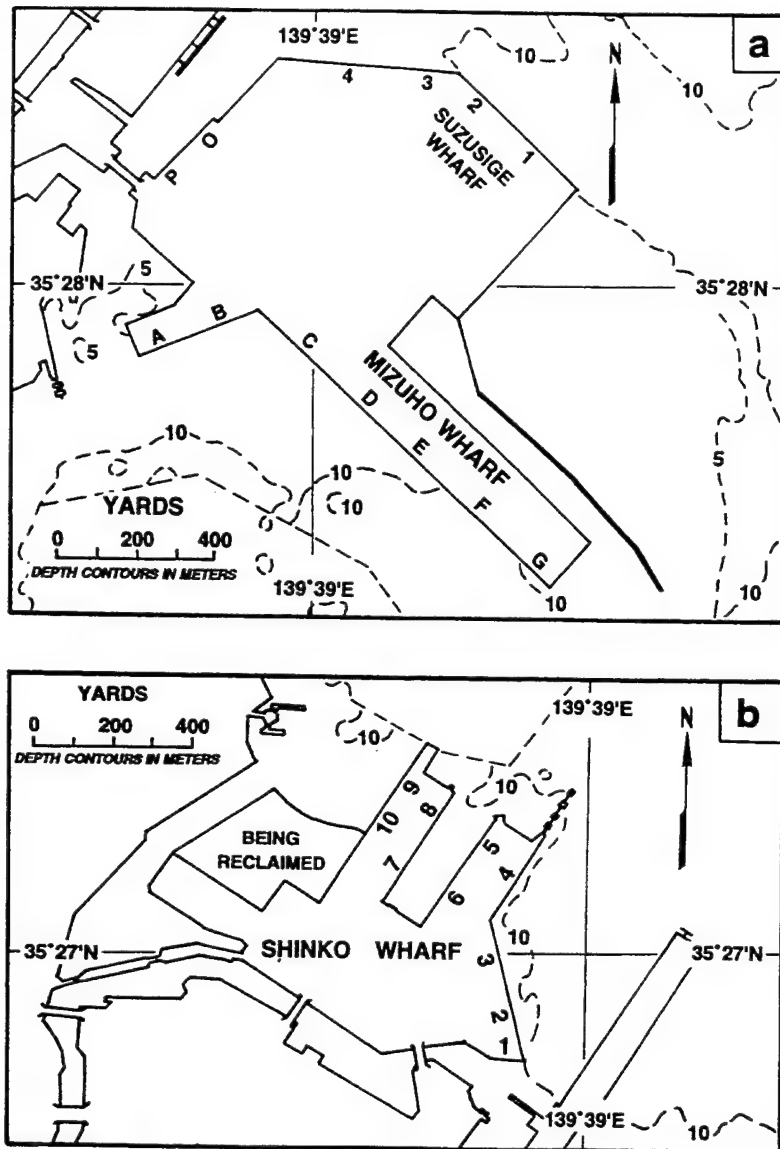 139°39'E
a
10
10
N
4
3
2
1
SUZUSIGE
WHARF
O
P
35°28'N
5
5
35°28'N
A
B
C
D
E
F
G
MIZUHO WHARF
10
10
10
10
10
5
YARDS
0 200 400
DEPTH CONTOURS IN METERS
139°39'E
YARDS
0 200 400
DEPTH CONTOURS IN METERS
139°39'E
b
N
10
10
9
8
10
7
6
5
4
BEING
RECLAIMED
35°27'N
SHINKO WHARF
10
3
2
1
H
35°27'N
139°39'E
10